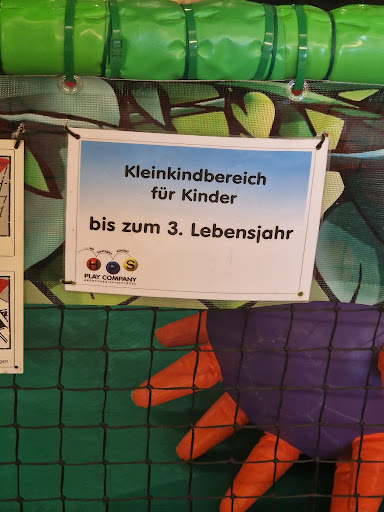 Kleinkindbereich
für Kinder
bis zum 3. Lebensjahr
H O S
PLAY COMPANY